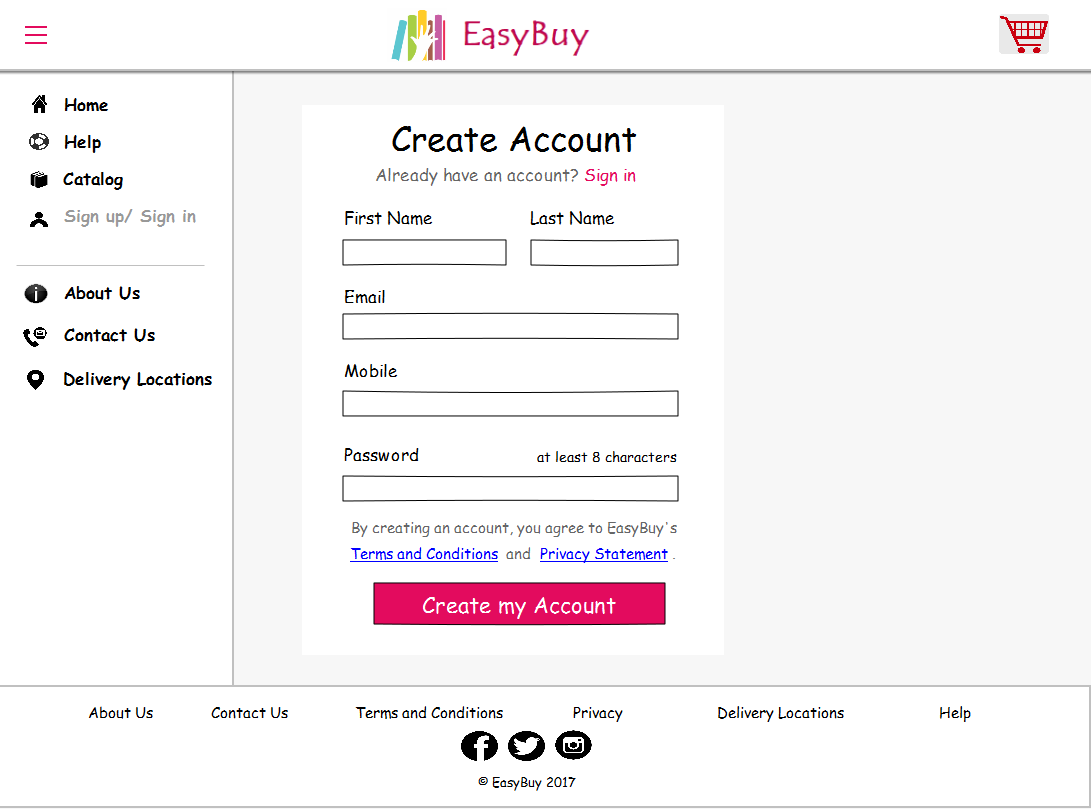 EasyBuy
Home
Help
Catalog
Sign up/ Sign in
About Us
Contact Us
Delivery Locations
Create Account
Already have an account? Sign in
First Name Last Name
Email
Mobile
Password at least 8 characters
By creating an account, you agree to EasyBuy's
Terms and Conditions and Privacy Statement .
Create my Account
About Us Contact Us Terms and Conditions Privacy Delivery Locations Help
© EasyBuy 2017